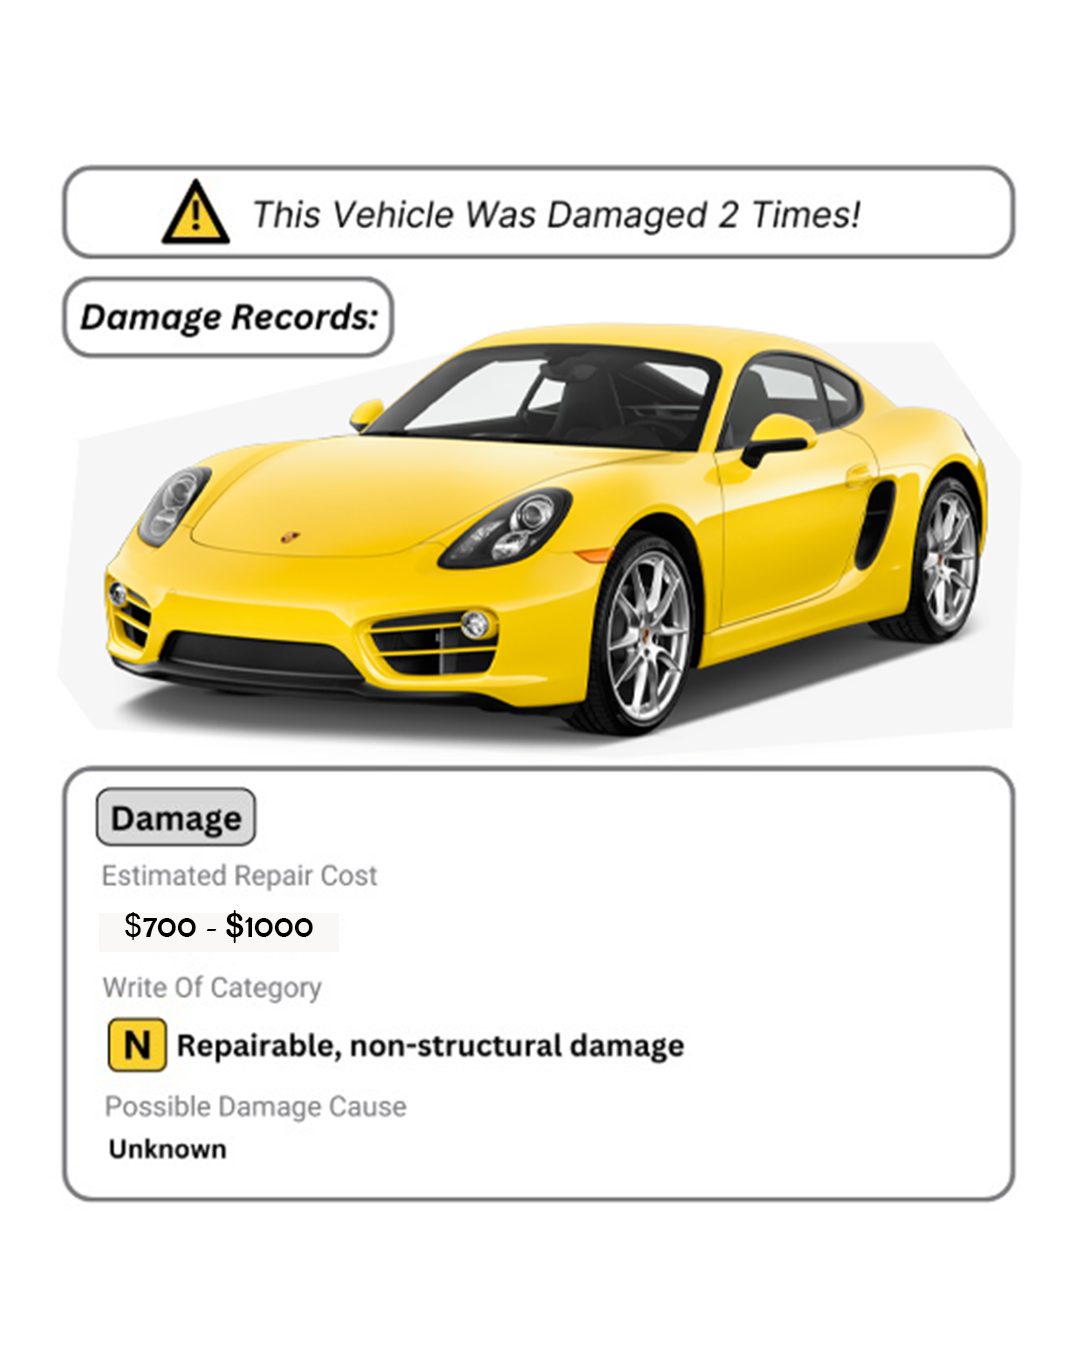 This Vehicle Was Damaged 2 Times!
Damage Records:
Damage
Estimated Repair Cost
$700 - $1000
Write Of Category
N Repairable, non-structural damage
Possible Damage Cause
Unknown